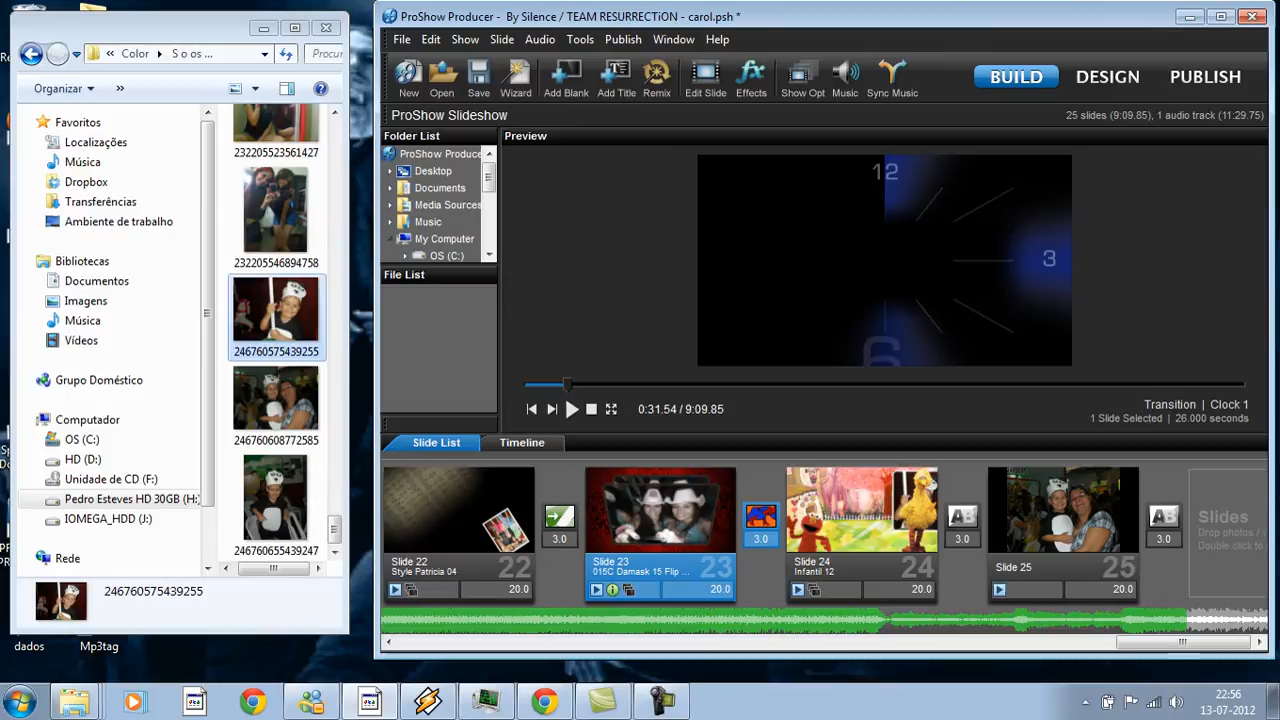 Color
S o os ...
Procur
Organizar
»
Favoritos
Localizações
Música
Dropbox
Transferências
Ambiente de trabalho
Bibliotecas
Documentos
Imagens
Música
Vídeos
Grupo Doméstico
Computador
OS (C:)
HD (D:)
Unidade de CD (F:)
Pedro Esteves HD 30GB (H:)
IOMEGA_HDD (J:)
Rede
232205523561427
232205546894758
246760575439255
246760608772585
246760655439247
246760575439255
dados
Mp3tag
ProShow Producer - By Silence / TEAM RESURRECTiON - carol.psh *
File Edit Show Slide Audio Tools Publish Window Help
New Open Save Wizard Add Blank Add Title Remix Edit Slide Effects Show Opt Music Sync Music
BUILD DESIGN PUBLISH
ProShow Slideshow
25 slides (9:09.85), 1 audio track (11:29.75)
Folder List
ProShow Produce
Desktop
Documents
Media Sources
Music
My Computer
OS (C:)
File List
Preview
12
3
6
0:31.54 / 9:09.85
Transition | Clock 1
1 Slide Selected | 26.000 seconds
Slide List
Timeline
Slide 22
Style Patricia 04
22
20.0
3.0
Slide 23
015C Damask 15 Flip ...
23
20.0
3.0
Slide 24
Infantil 12
24
20.0
AB
3.0
Slide 25
25
20.0
AB
3.0
Slides
Drop photos /
Double click to
22:56
13-07-2012